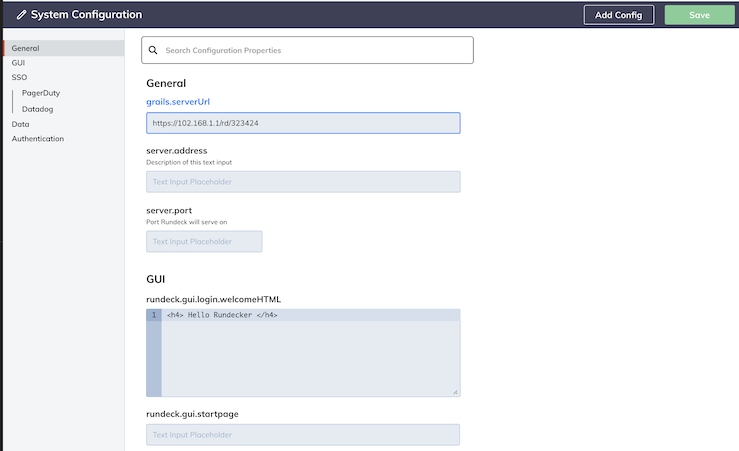 System Configuration
Add Config
Save
General
GUI
SSO
PagerDuty
Datadog
Data
Authentication
Search Configuration Properties
General
grails.serverUrl
https://102.168.1.1/rd/323424
server.address
Description of this text input
Text Input Placeholder
server.port
Port Rundeck will serve on
Text Input Placeholder
GUI
rundeck.gui.login.welcomeHTML
1 <h4> Hello Rundecker </h4>
rundeck.gui.startpage
Text Input Placeholder